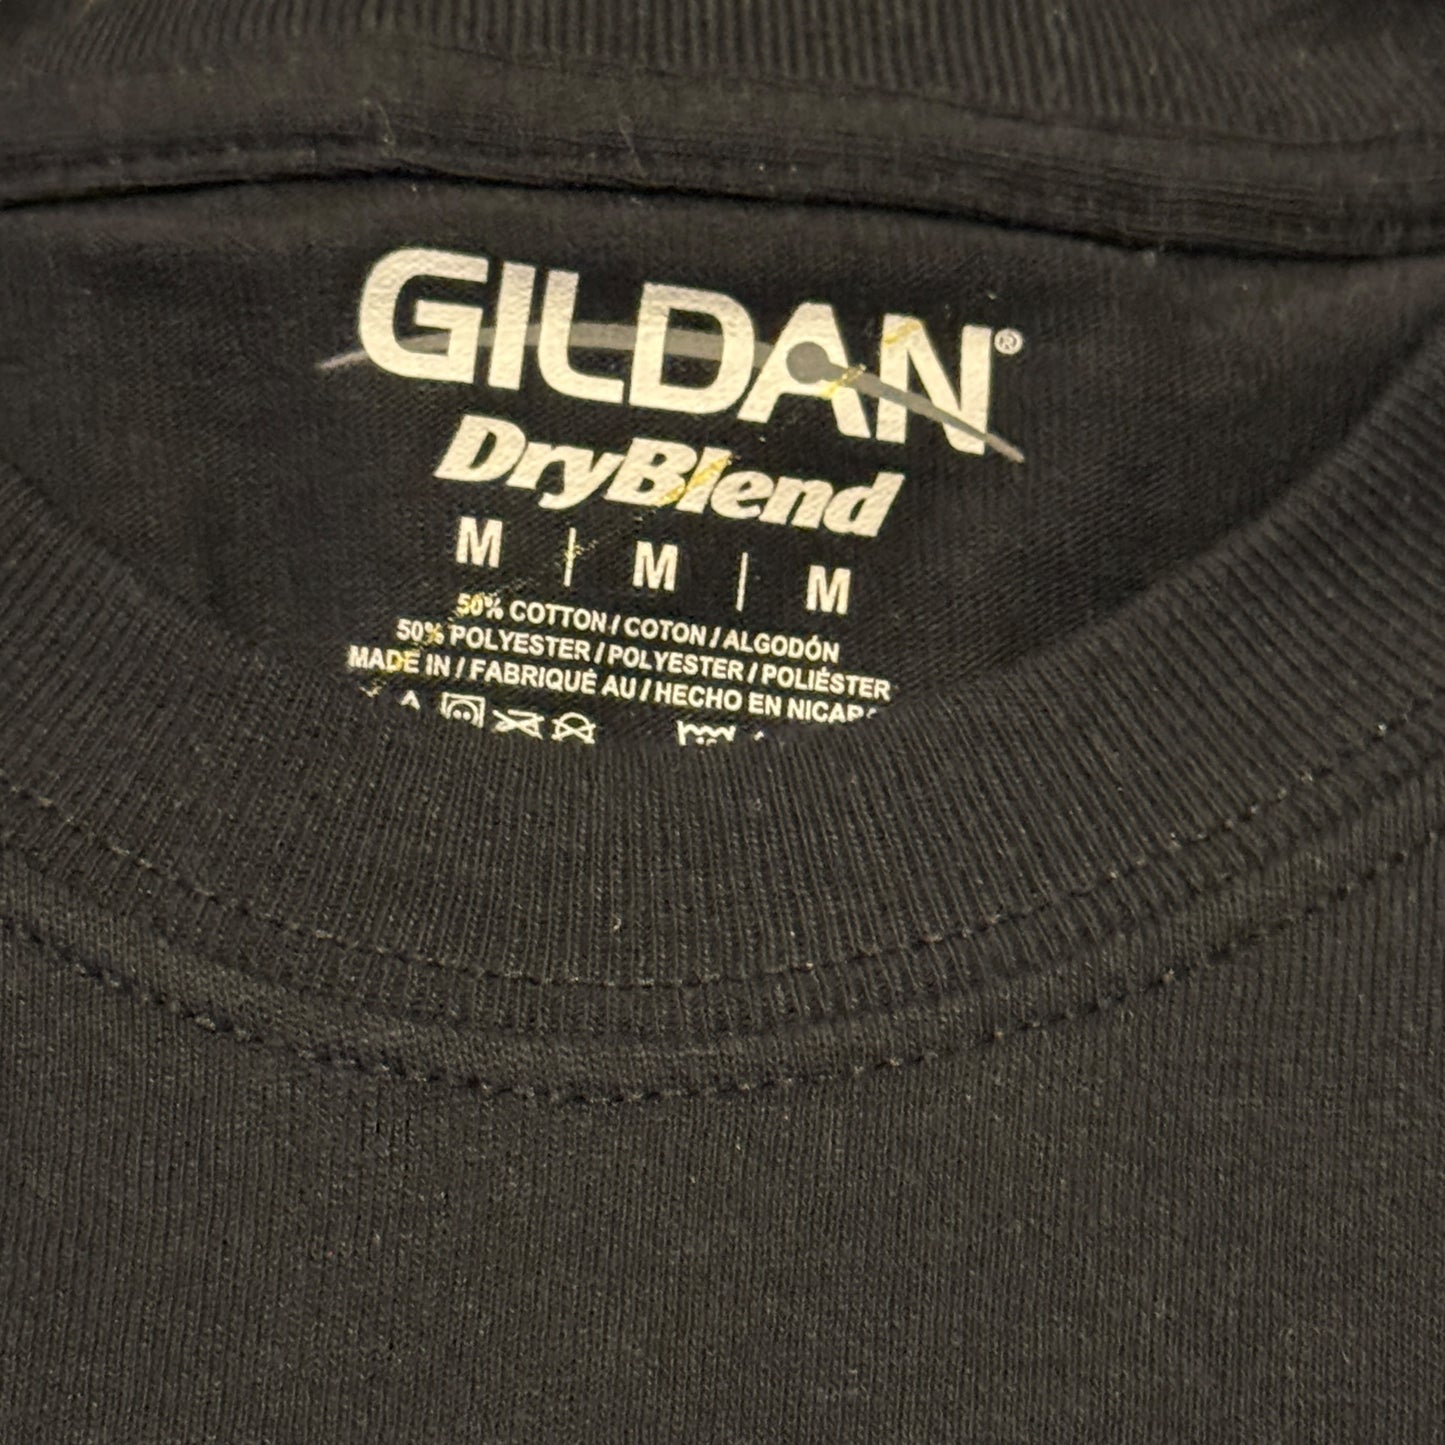 GILDAN®
DryBlend
M | M | M
50% COTTON / COTON / ALGODÓN
50% POLYESTER / POLYESTER / POLIÉSTER
MADE IN / FABRIQUÉ AU / HECHO EN